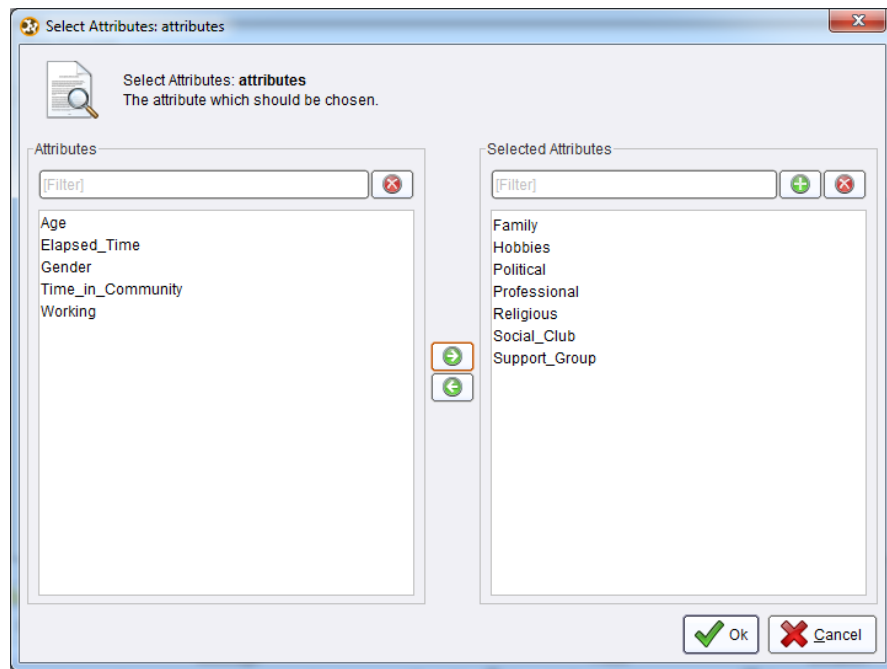 Select Attributes: attributes
Select Attributes: attributes
The attribute which should be chosen.
Attributes
[Filter]
Age
Elapsed_Time
Gender
Time_in_Community
Working
Selected Attributes
[Filter]
Family
Hobbies
Political
Professional
Religious
Social_Club
Support_Group
Ok
Cancel